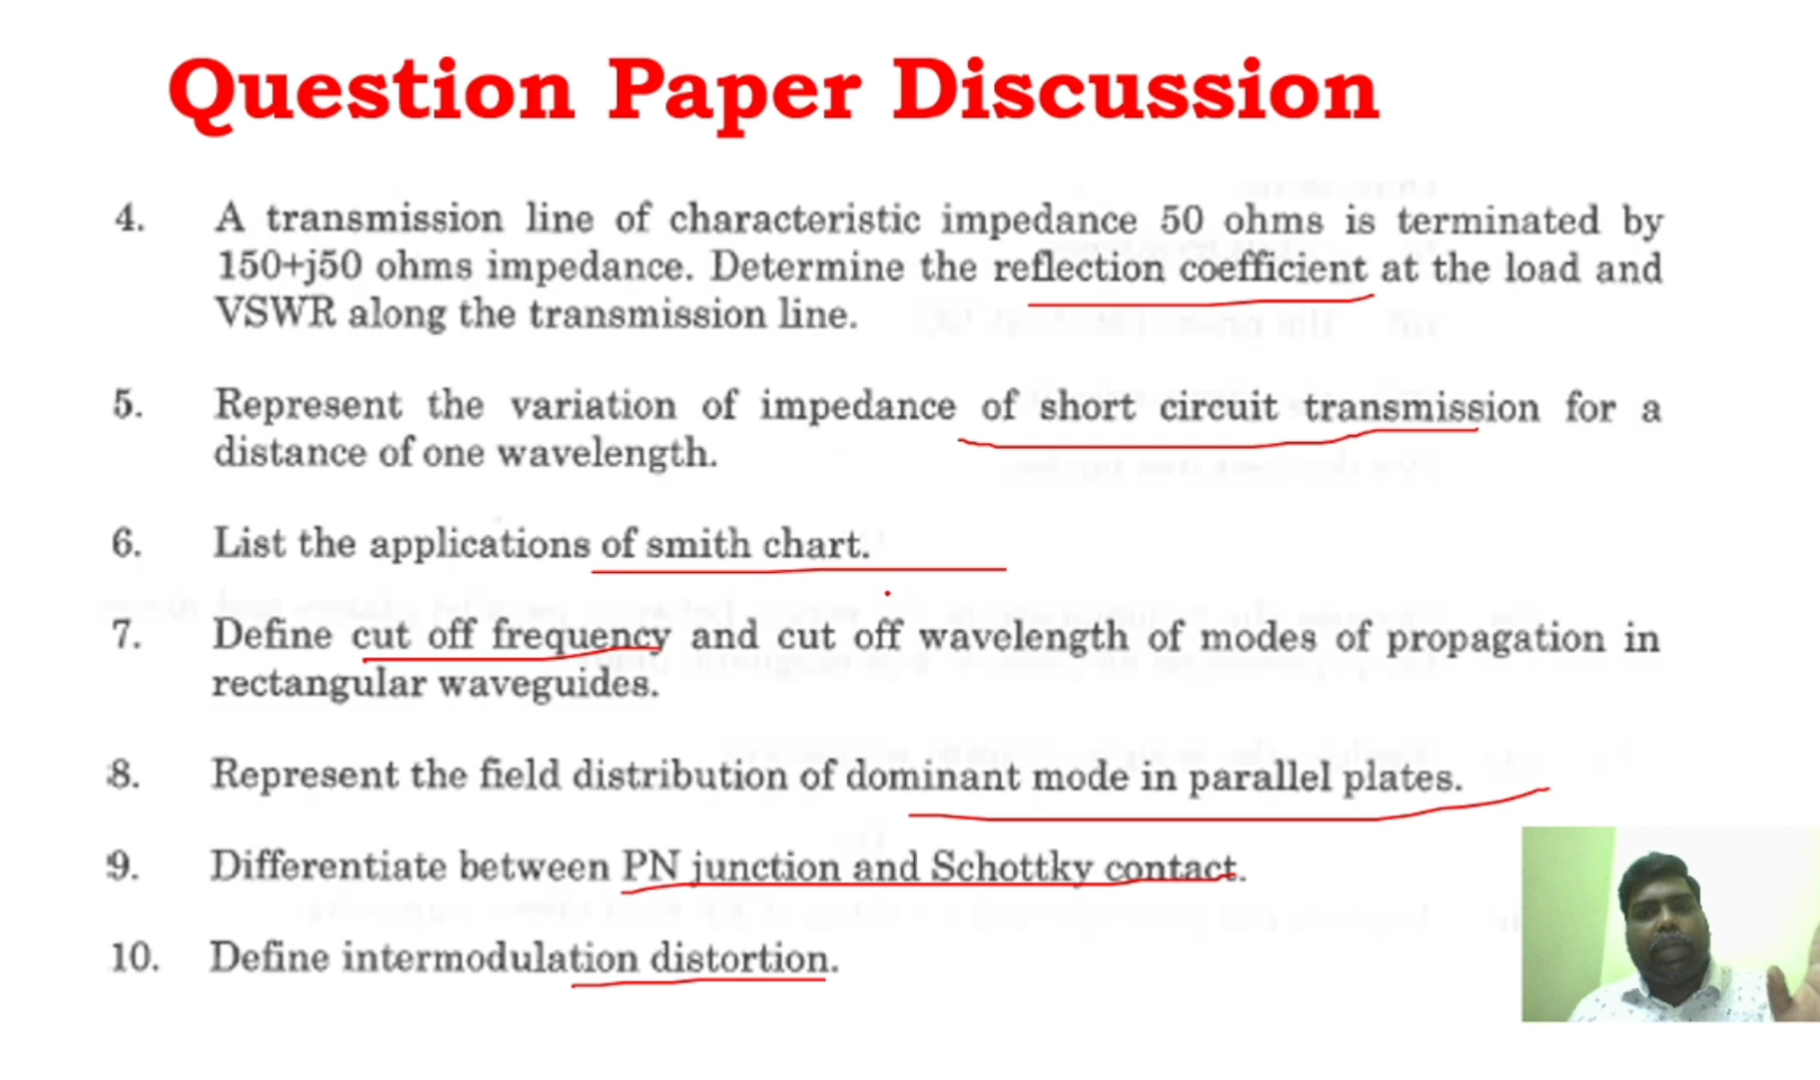 Question Paper Discussion
4. A transmission line of characteristic impedance 50 ohms is terminated by
150+j50 ohms impedance. Determine the reflection coefficient at the load and
VSWR along the transmission line.
5. Represent the variation of impedance of short circuit transmission for a
distance of one wavelength.
6. List the applications of smith chart.
7. Define cut off frequency and cut off wavelength of modes of propagation in
rectangular waveguides.
8. Represent the field distribution of dominant mode in parallel plates.
9. Differentiate between PN junction and Schottky contact.
10. Define intermodulation distortion.